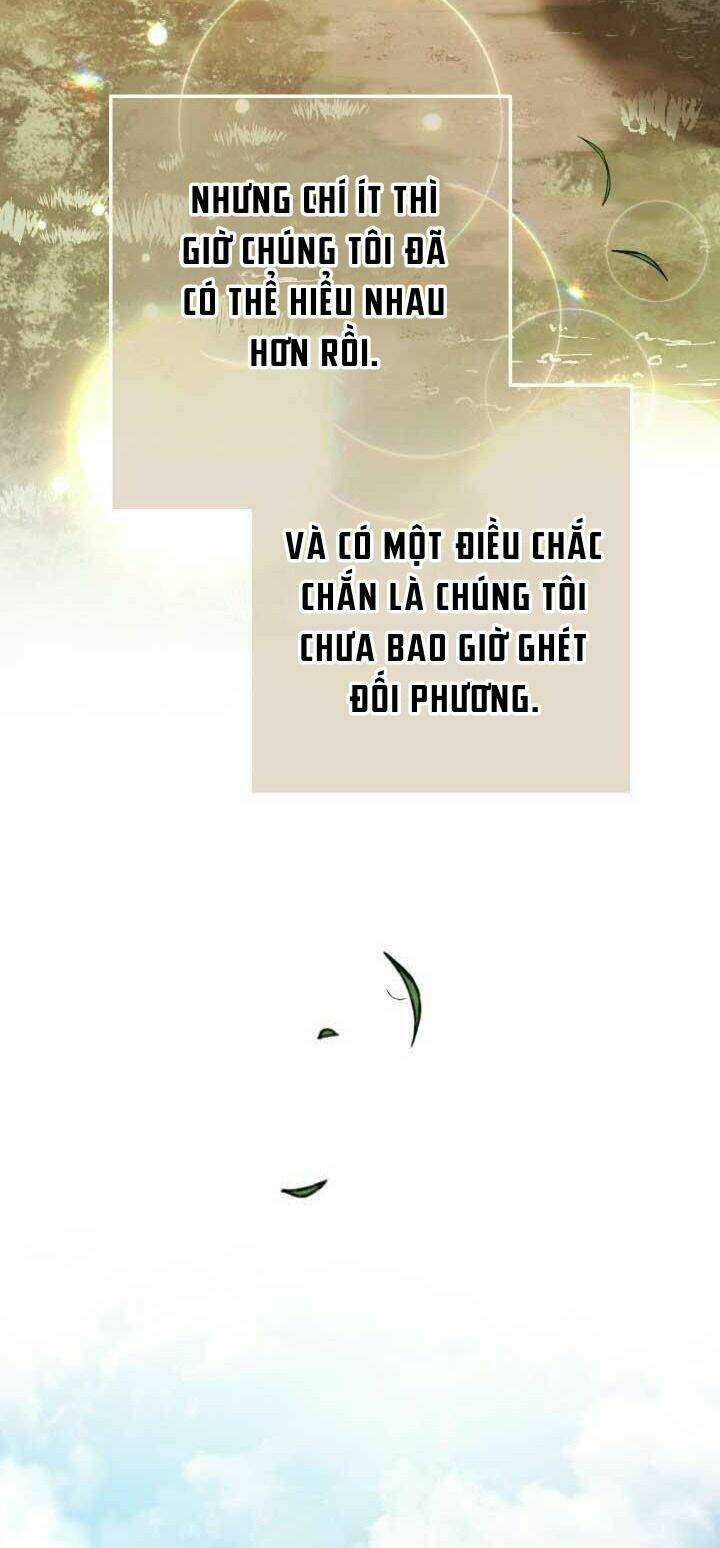 NHƯNG CHÍ ÍT THÌ
GIỜ CHÚNG TÔI ĐÃ
CÓ THỂ HIỂU NHAU
HƠN RỒI.
VÀ CÓ MỘT ĐIỀU CHẮC
CHẮN LÀ CHÚNG TÔI
CHƯA BAO GIỜ GHÉT
ĐỐI PHƯƠNG.